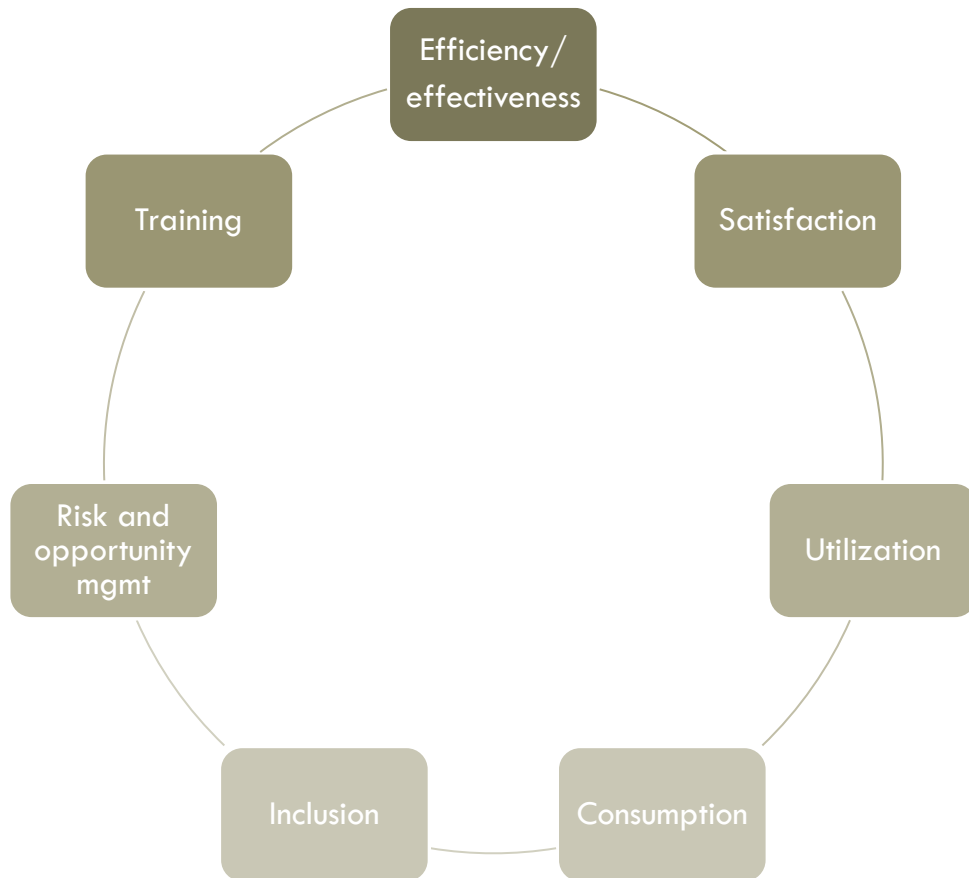 Efficiency/
effectiveness
Satisfaction
Utilization
Consumption
Inclusion
Risk and
opportunity
mgmt
Training